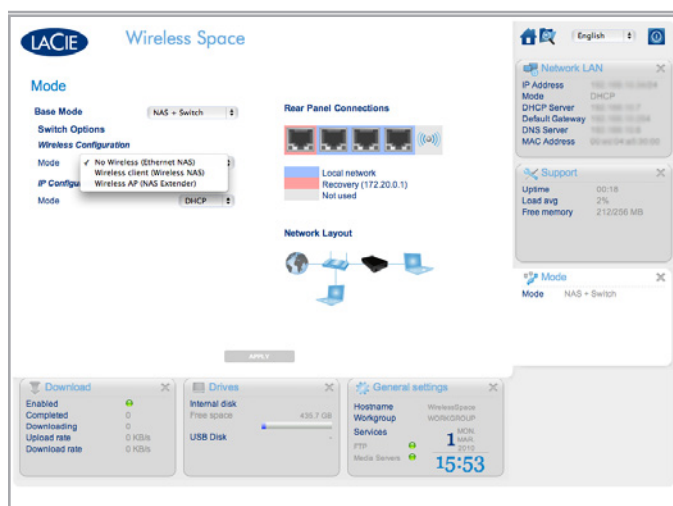 LACIE
Wireless Space
English
Mode
Base Mode
NAS + Switch
Switch Options
Wireless Configuration
Mode
✓ No Wireless (Ethernet NAS)
Wireless client (Wireless NAS)
Wireless AP (NAS Extender)
IP Configu
Mode
DHCP
Rear Panel Connections
Local network
Recovery (172.20.0.1)
Not used
Network Layout
APPLY
Network LAN
IP Address
Mode DHCP
DHCP Server
Default Gateway
DNS Server
MAC Address
Support
Uptime 00:18
Load avg 2%
Free memory 212/256 MB
Mode
Mode NAS + Switch
Download
Enabled
Completed 0
Downloading 0
Upload rate 0 KB/s
Download rate 0 KB/s
Drives
Internal disk
Free space 435.7 GB
USB Disk -
General settings
Hostname WirelessSpace
Workgroup WORKGROUP
Services
FTP
Media Servers
1 MON
MAR
2010
15:53